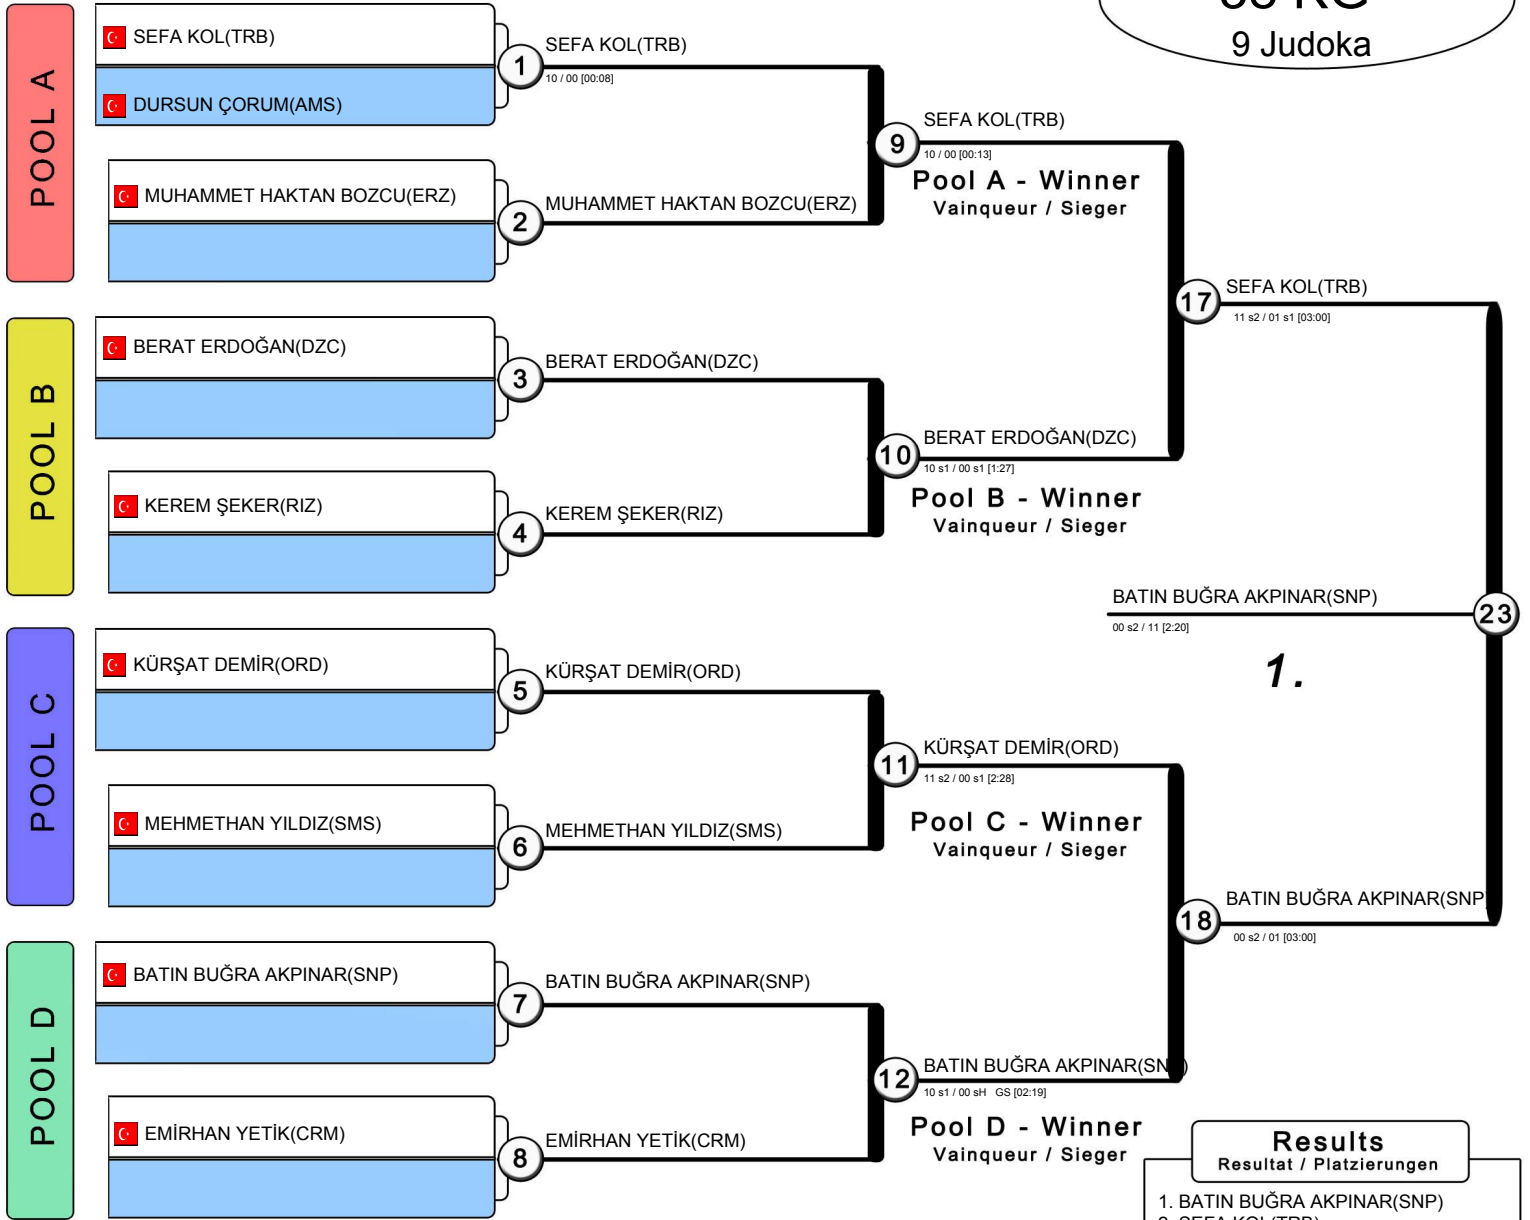 9 Judoka
POOL A
SEFA KOL(TRB)
DURSUN ÇORUM(AMS)
1
SEFA KOL(TRB)
10 / 00 [00:08]
MUHAMMET HAKTAN BOZCU(ERZ)
2
MUHAMMET HAKTAN BOZCU(ERZ)
9
SEFA KOL(TRB)
10 / 00 [00:13]
Pool A - Winner
Vainqueur / Sieger
POOL B
BERAT ERDOĞAN(DZC)
3
BERAT ERDOĞAN(DZC)
KEREM ŞEKER(RIZ)
4
KEREM ŞEKER(RIZ)
10
BERAT ERDOĞAN(DZC)
10 s1 / 00 s1 [1:27]
Pool B - Winner
Vainqueur / Sieger
17
SEFA KOL(TRB)
11 s2 / 01 s1 [03:00]
BATIN BUĞRA AKPINAR(SNP)
00 s2 / 11 [2:20]
23
1.
POOL C
KÜRŞAT DEMİR(ORD)
5
KÜRŞAT DEMİR(ORD)
MEHMETHAN YILDIZ(SMS)
6
MEHMETHAN YILDIZ(SMS)
11
KÜRŞAT DEMİR(ORD)
11 s2 / 00 s1 [2:28]
Pool C - Winner
Vainqueur / Sieger
18
BATIN BUĞRA AKPINAR(SNP
00 s2 / 01 [03:00]
POOL D
BATIN BUĞRA AKPINAR(SNP)
7
BATIN BUĞRA AKPINAR(SNP)
EMİRHAN YETİK(CRM)
8
EMİRHAN YETİK(CRM)
12
BATIN BUĞRA AKPINAR(SNP)
10 s1 / 00 sH GS [02:19]
Pool D - Winner
Vainqueur / Sieger
Results
Resultat / Platzierungen
1. BATIN BUĞRA AKPINAR(SNP)
2. SEFA KOL(TRB)